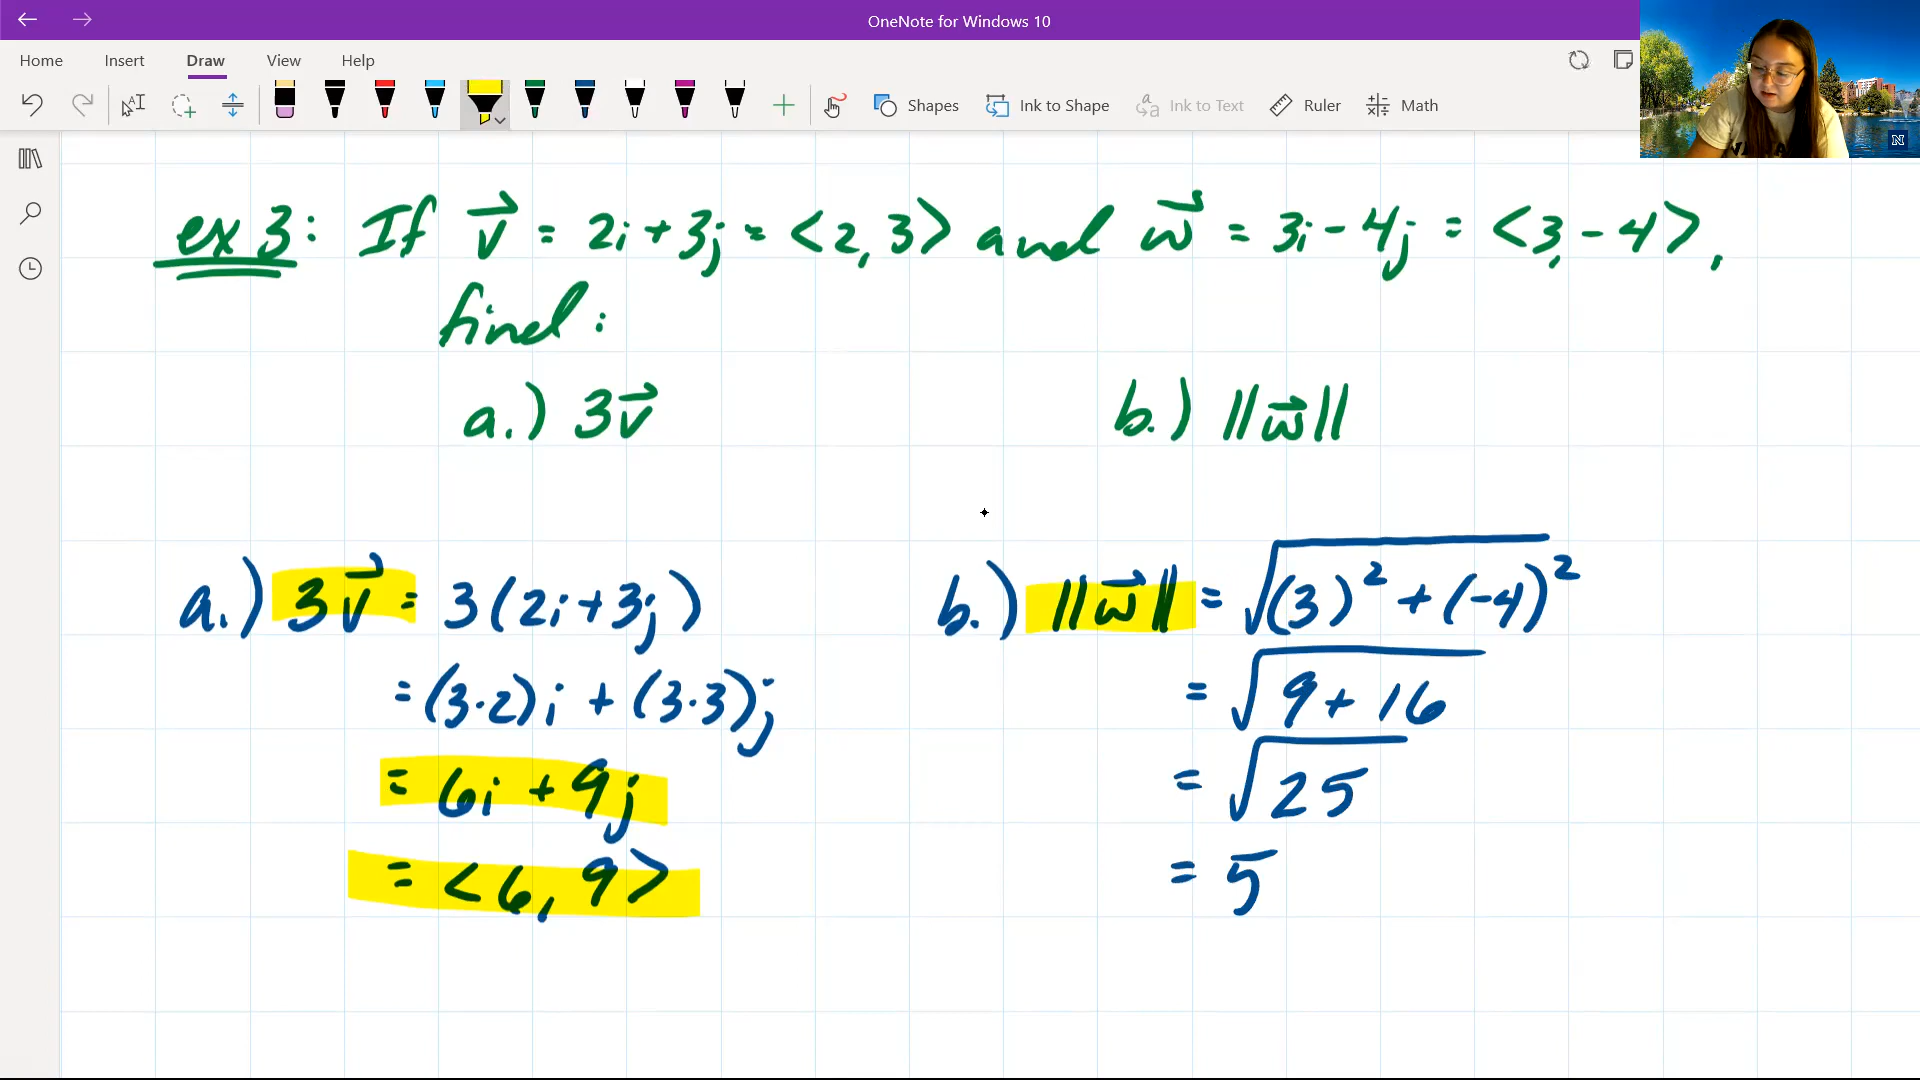 OneNote for Windows 10
Home Insert Draw View Help
Shapes Ink to Shape Ink to Text Ruler Math
N
ex 3: If v⃗ = 2i + 3j = <2, 3> and w⃗ = 3i - 4j = <3, -4>,
find:
a.) 3v⃗
b.) ||w⃗||
a.) 3v⃗ = 3(2i + 3j)
= (3·2)i + (3·3)j
= 6i + 9j
= <6, 9>
b.) ||w⃗|| = √(3)² + (-4)²
= √9 + 16
= √25
= 5